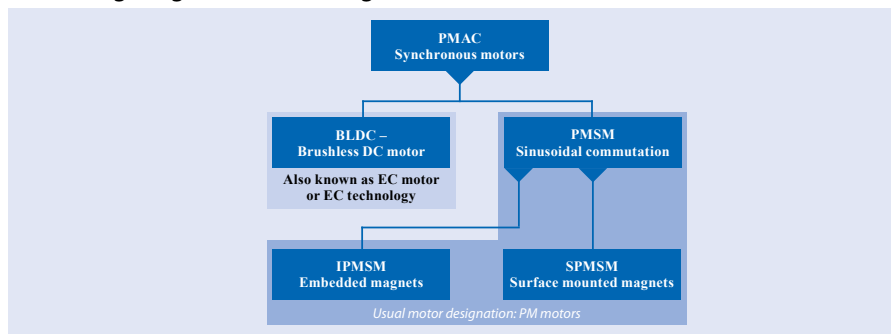 PMAC
Synchronous motors
BLDC –
Brushless DC motor
PMSM
Sinusoidal commutation
Also known as EC motor
or EC technology
IPMSM
Embedded magnets
SPMSM
Surface mounted magnets
Usual motor designation: PM motors